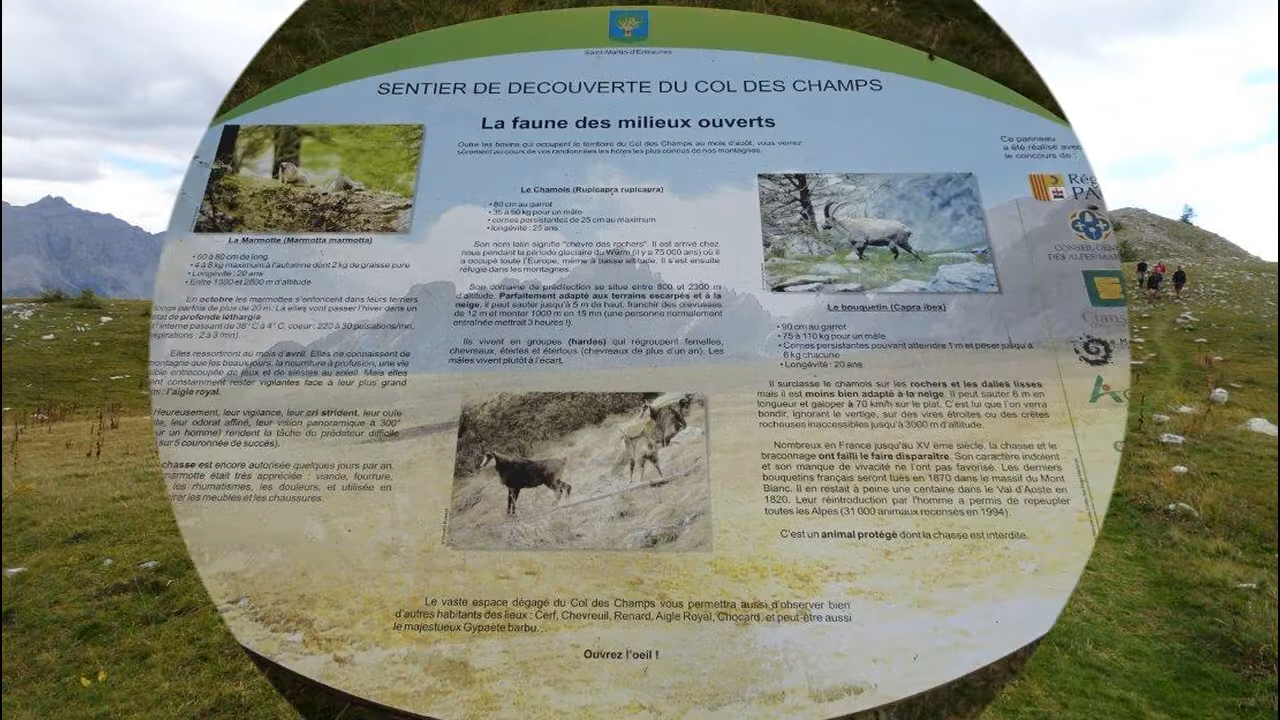 Saint-Martin-d'Entraunes
SENTIER DE DECOUVERTE DU COL DES CHAMPS
La faune des milieux ouverts
Outre les bovins qui occupent le territoire du Col des Champs au mois d'août, vous verrez
sûrement au cours de vos randonnées les hôtes les plus connus de nos montagnes.
La Marmotte (Marmotta marmotta)
• 60 à 80 cm de long
• 4 à 8 kg maximum à l'automne dont 2 kg de graisse pure
• Longévité : 20 ans
• Entre 1300 et 2800 m d'altitude
En octobre les marmottes s'enfoncent dans leurs terriers
longs parfois de plus de 20 m. Là elles vont passer l'hiver dans un
état de profonde léthargie
interne passant de 38° C à 4° C, coeur : 220 à 30 pulsations/mn,
spirations : 2 à 3 /mn).
Elles ressortiront au mois d'avril. Elles ne connaissent de
montagne que les beaux jours, la nourriture à profusion, une vie
entrecoupée de jeux et de siestes au soleil. Mais elles
constamment rester vigilantes face à leur plus grand
: l'aigle royal.
Heureusement, leur vigilance, leur cri strident, leur ouïe
leur odorat affiné, leur vision panoramique à 300°
un homme) rendent la tâche du prédateur difficile
sur 5 couronnée de succès).
chasse est encore autorisée quelques jours par an.
marmotte était très appréciée : viande, fourrure,
les rhumatismes, les douleurs, et utilisée en
les meubles et les chaussures.
Le Chamois (Rupicapra rupicapra)
• 80 cm au garrot
• 35 à 50 kg pour un mâle
• cornes persistantes de 25 cm au maximum
• longévité : 25 ans
Son nom latin signifie "chèvre des rochers". Il est arrivé chez
nous pendant la période glaciaire du Würm (il y a 75 000 ans) où il
a occupé toute l'Europe, même à basse altitude. Il s'est ensuite
réfugié dans les montagnes.
Son domaine de prédilection se situe entre 800 et 2300 m
d'altitude. Parfaitement adapté aux terrains escarpés et à la
neige, il peut sauter jusqu'à 5 m de haut, franchir des crevasses
de 12 m et monter 1000 m en 15 mn (une personne normalement
entraînée mettrait 3 heures !).
Ils vivent en groupes (hardes) qui regroupent femelles,
chevreaux, éterles et éterlous (chevreaux de plus d'un an). Les
mâles vivent plutôt à l'écart.
Le bouquetin (Capra ibex)
• 90 cm au garrot
• 75 à 110 kg pour un mâle
• Cornes persistantes pouvant atteindre 1 m et peser jusqu'à
6 kg chacune
• Longévité : 20 ans
Il surclasse le chamois sur les rochers et les dalles lisses
mais il est moins bien adapté à la neige. Il peut sauter 6 m en
longueur et galoper à 70 km/h sur le plat. C'est lui que l'on verra
bondir, ignorant le vertige, sur des vires étroites ou des crêtes
rocheuses inaccessibles jusqu'à 3000 m d'altitude.
Nombreux en France jusqu'au XV ème siècle, la chasse et le
braconnage ont failli le faire disparaître. Son caractère indolent
et son manque de vivacité ne l'ont pas favorisé. Les derniers
bouquetins français seront tués en 1870 dans le massif du Mont
Blanc. Il en restait à peine une centaine dans le Val d'Aoste en
1820. Leur réintroduction par l'homme a permis de repeupler
toutes les Alpes (31 000 animaux recensés en 1994).
C'est un animal protégé dont la chasse est interdite.
Ce panneau
a été réalisé avec
le concours de :
Rég
PA
CONSEIL GENE
DES ALPES-MAR
Le vaste espace dégagé du Col des Champs vous permettra aussi d'observer bien
d'autres habitants des lieux : Cerf, Chevreuil, Renard, Aigle Royal, Chocard, et peut-être aussi
le majestueux Gypaète barbu...
Ouvrez l'oeil !